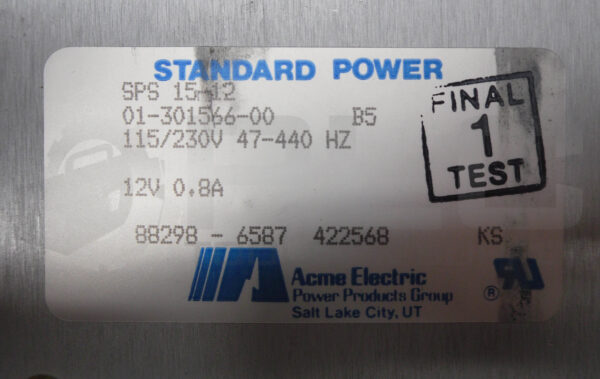 STANDARD POWER
SPS 15-12
01-301566-00 B5
115/230V 47-440 HZ
12V 0.8A
FINAL
1
TEST
88298 - 6587 422568 KS
Acme Electric
Power Products Group ®
Salt Lake City, UT